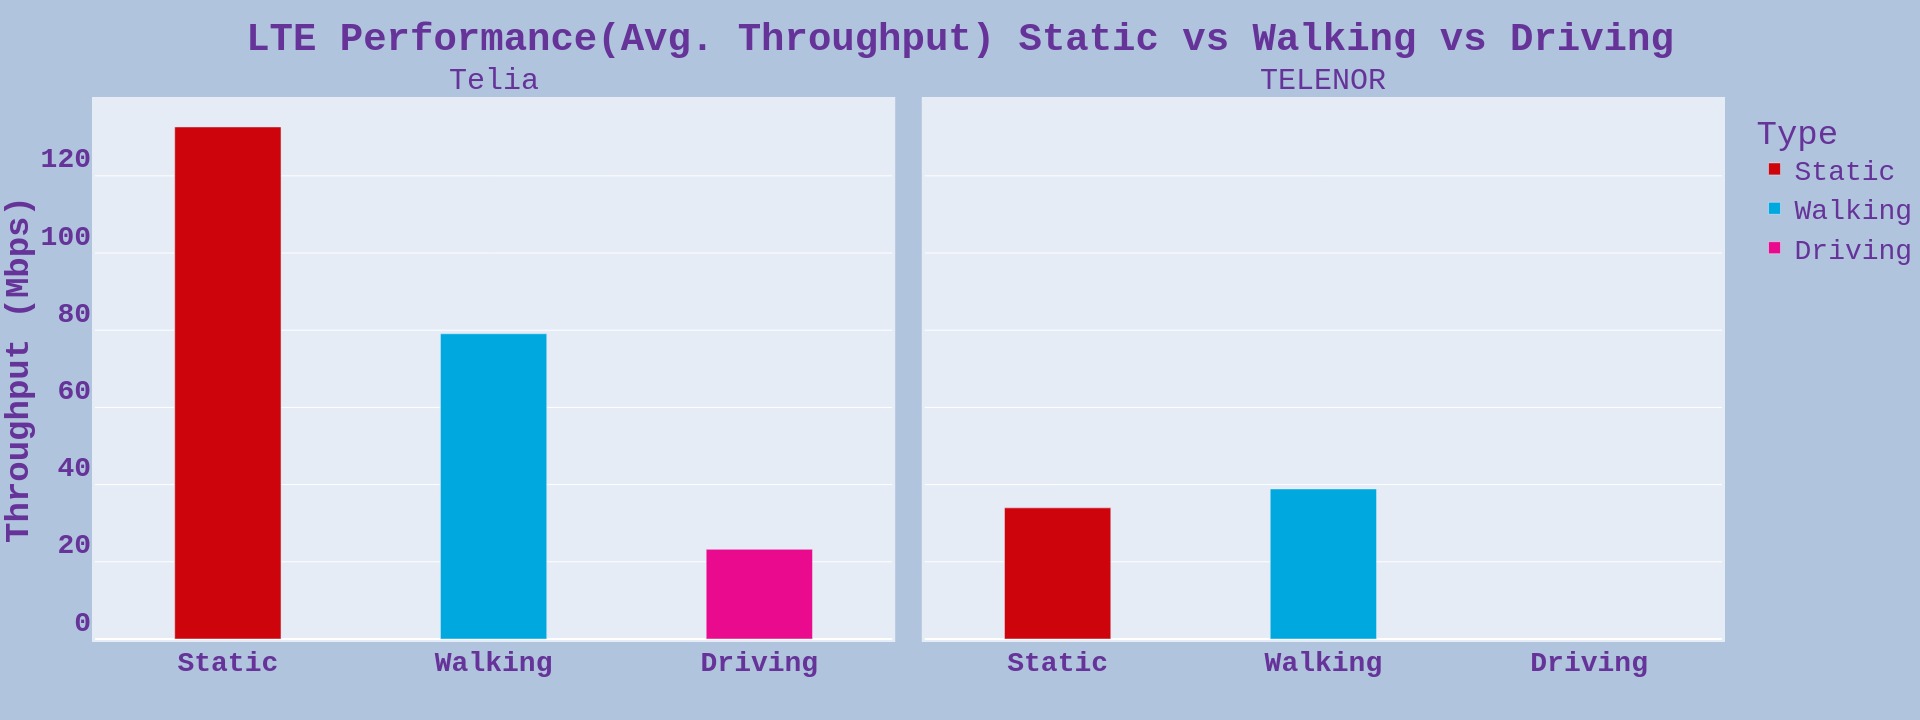 LTE Performance(Avg. Throughput) Static vs Walking vs Driving
Telia
TELENOR
Throughput (Mbps)
120
100
80
60
40
20
0
Static
Walking
Driving
Static
Walking
Driving
Type
Static
Walking
Driving